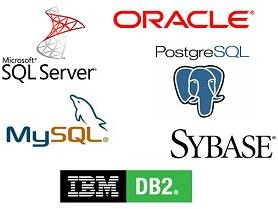 ORACLE®
Microsoft®
SQL Server®
PostgreSQL
MySQL®
SYBASE®
IBM DB2®